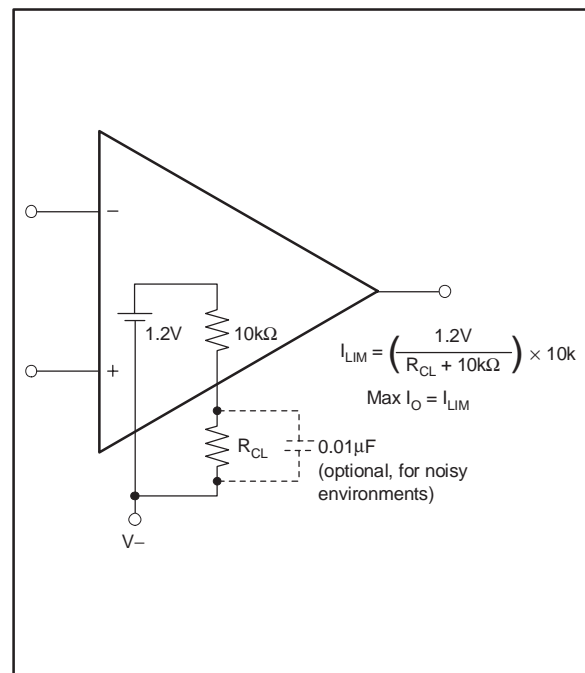 −
1.2V
10kΩ
I_LIM = ( 1.2V / R_CL + 10kΩ ) × 10k
Max I_O = I_LIM
+
R_CL
0.01μF
(optional, for noisy
environments)
V−